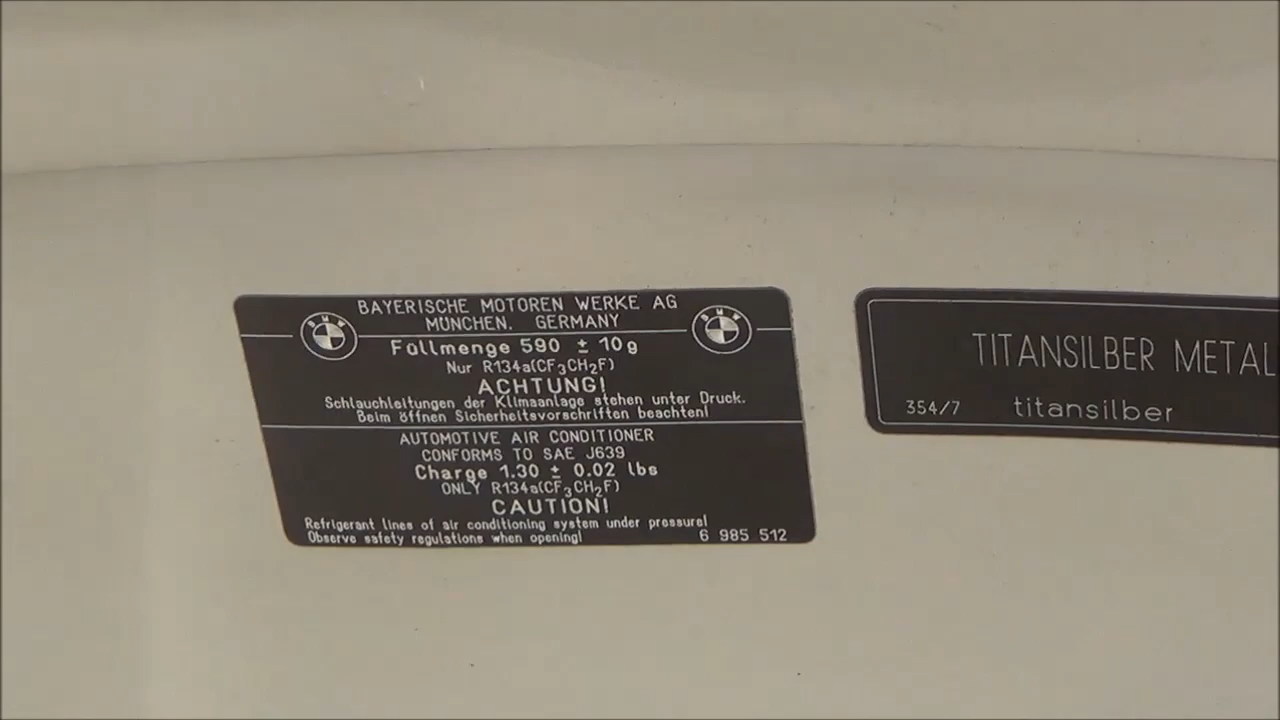 BAYERISCHE MOTOREN WERKE AG
MÜNCHEN, GERMANY
BMW
BMW
Füllmenge 590 ± 10g
Nur R134a(CF3CH2F)
ACHTUNG!
Schlauchleitungen der Klimaanlage stehen unter Druck.
Beim öffnen Sicherheitsvorschriften beachten!
AUTOMOTIVE AIR CONDITIONER
CONFORMS TO SAE J639
Charge 1.30 ± 0.02 lbs
ONLY R134a(CF3CH2F)
CAUTION!
Refrigerant lines of air conditioning system under pressure!
Observe safety regulations when opening!
6 985 512
TITANSILBER METAL
354/7 titansilber